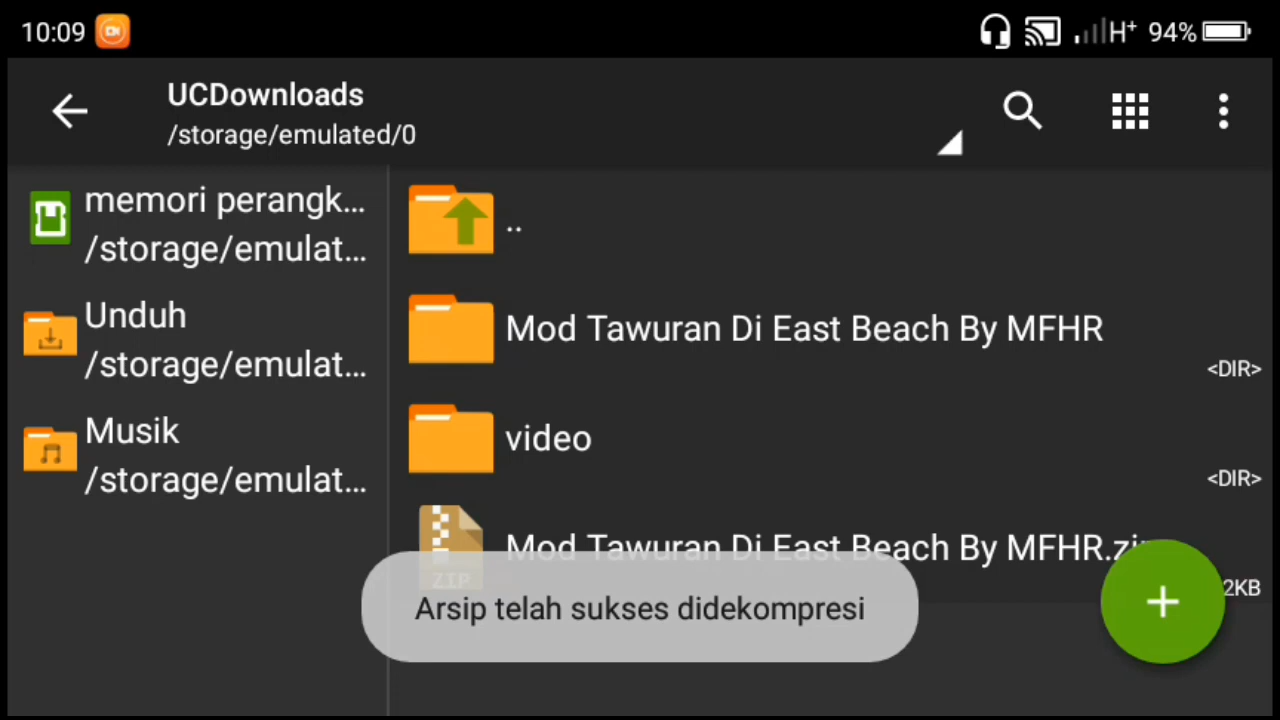 10:09
H+ 94%
UCDownloads
/storage/emulated/0
memori perangk...
/storage/emulat...
Unduh
/storage/emulat...
Musik
/storage/emulat...
..
Mod Tawuran Di East Beach By MFHR
<DIR>
video
<DIR>
Mod Tawuran Di East Beach By MFHR.zip
ZIP
2KB
Arsip telah sukses didekompresi
+